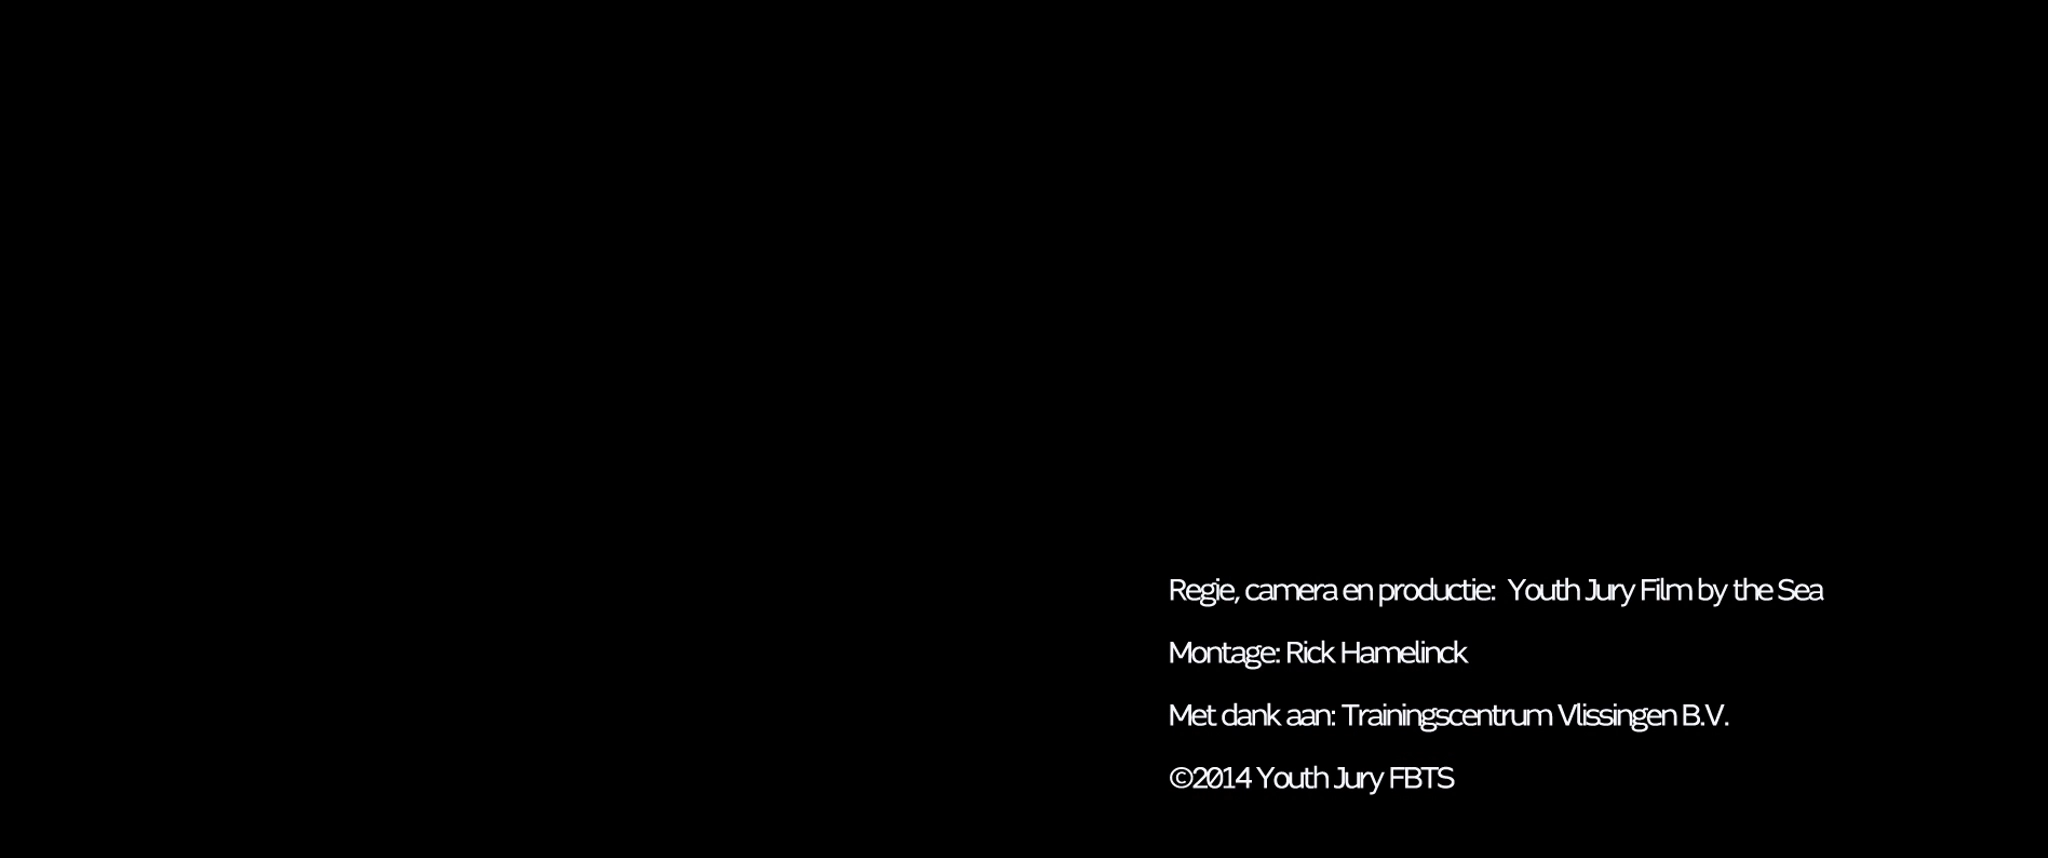 Regie, camera en productie: Youth Jury Film by the Sea
Montage: Rick Hamelinck
Met dank aan: Trainingscentrum Vlissingen B.V.
©2014 Youth Jury FBTS